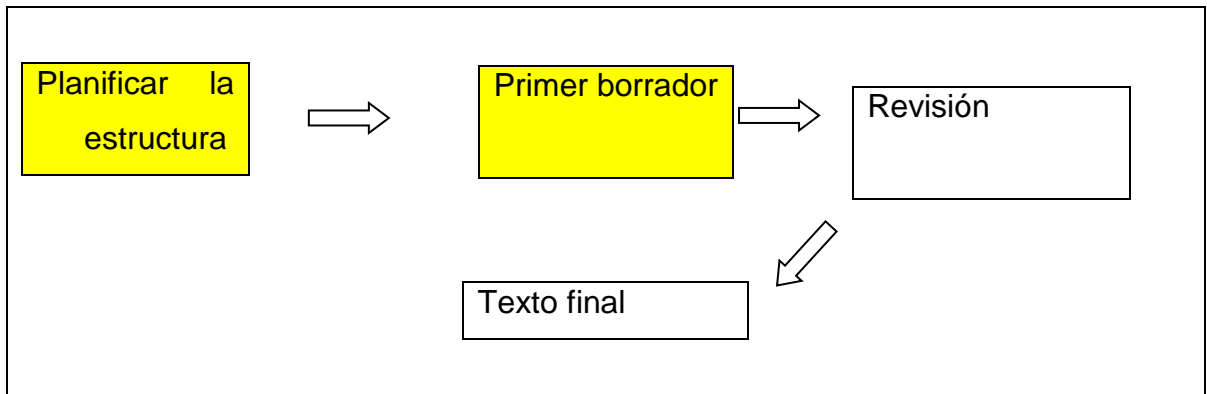 Planificar la
estructura
Primer borrador
Revisión
Texto final